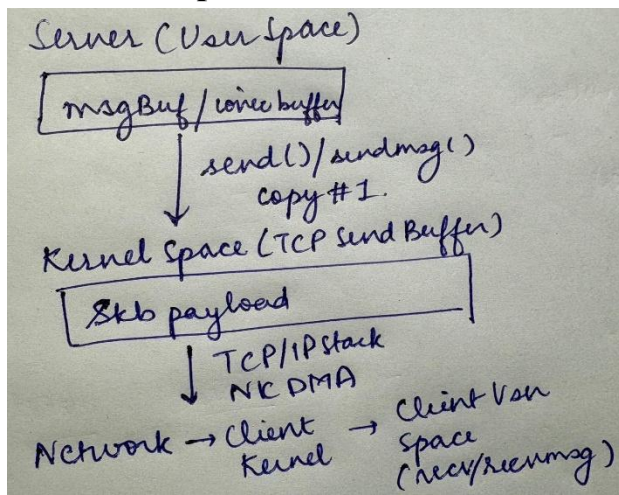 Server (User Space)
msgBuf / iovec buffer
send()/sendmsg()
copy #1.
Kernel Space (TCP Send Buffer)
Skb payload
TCP/IP Stack
NIC DMA
Network → Client Kernel → Client User Space (recv/recvmsg)